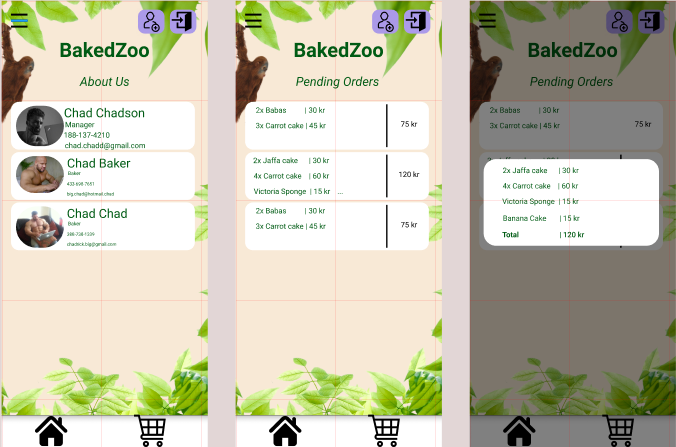 BakedZoo
About Us
Chad Chadson
Manager
188-137-4210
chad.chadd@gmail.com
Chad Baker
Baker
433-698-7651
big.chad@hotmail.chad
Chad Chad
Baker
388-738-1339
chadnick.big@gmail.com
BakedZoo
Pending Orders
2x Babas | 30 kr
3x Carrot cake | 45 kr
75 kr
2x Jaffa cake | 30 kr
4x Carrot cake | 60 kr
Victoria Sponge | 15 kr ...
120 kr
2x Babas | 30 kr
3x Carrot cake | 45 kr
75 kr
BakedZoo
Pending Orders
2x Babas | 30 kr
3x Carrot cake | 45 kr
75 kr
2x Jaffa cake | 30 kr
4x Carrot cake | 60 kr
Victoria Sponge | 15 kr
Banana Cake | 15 kr
Total | 120 kr